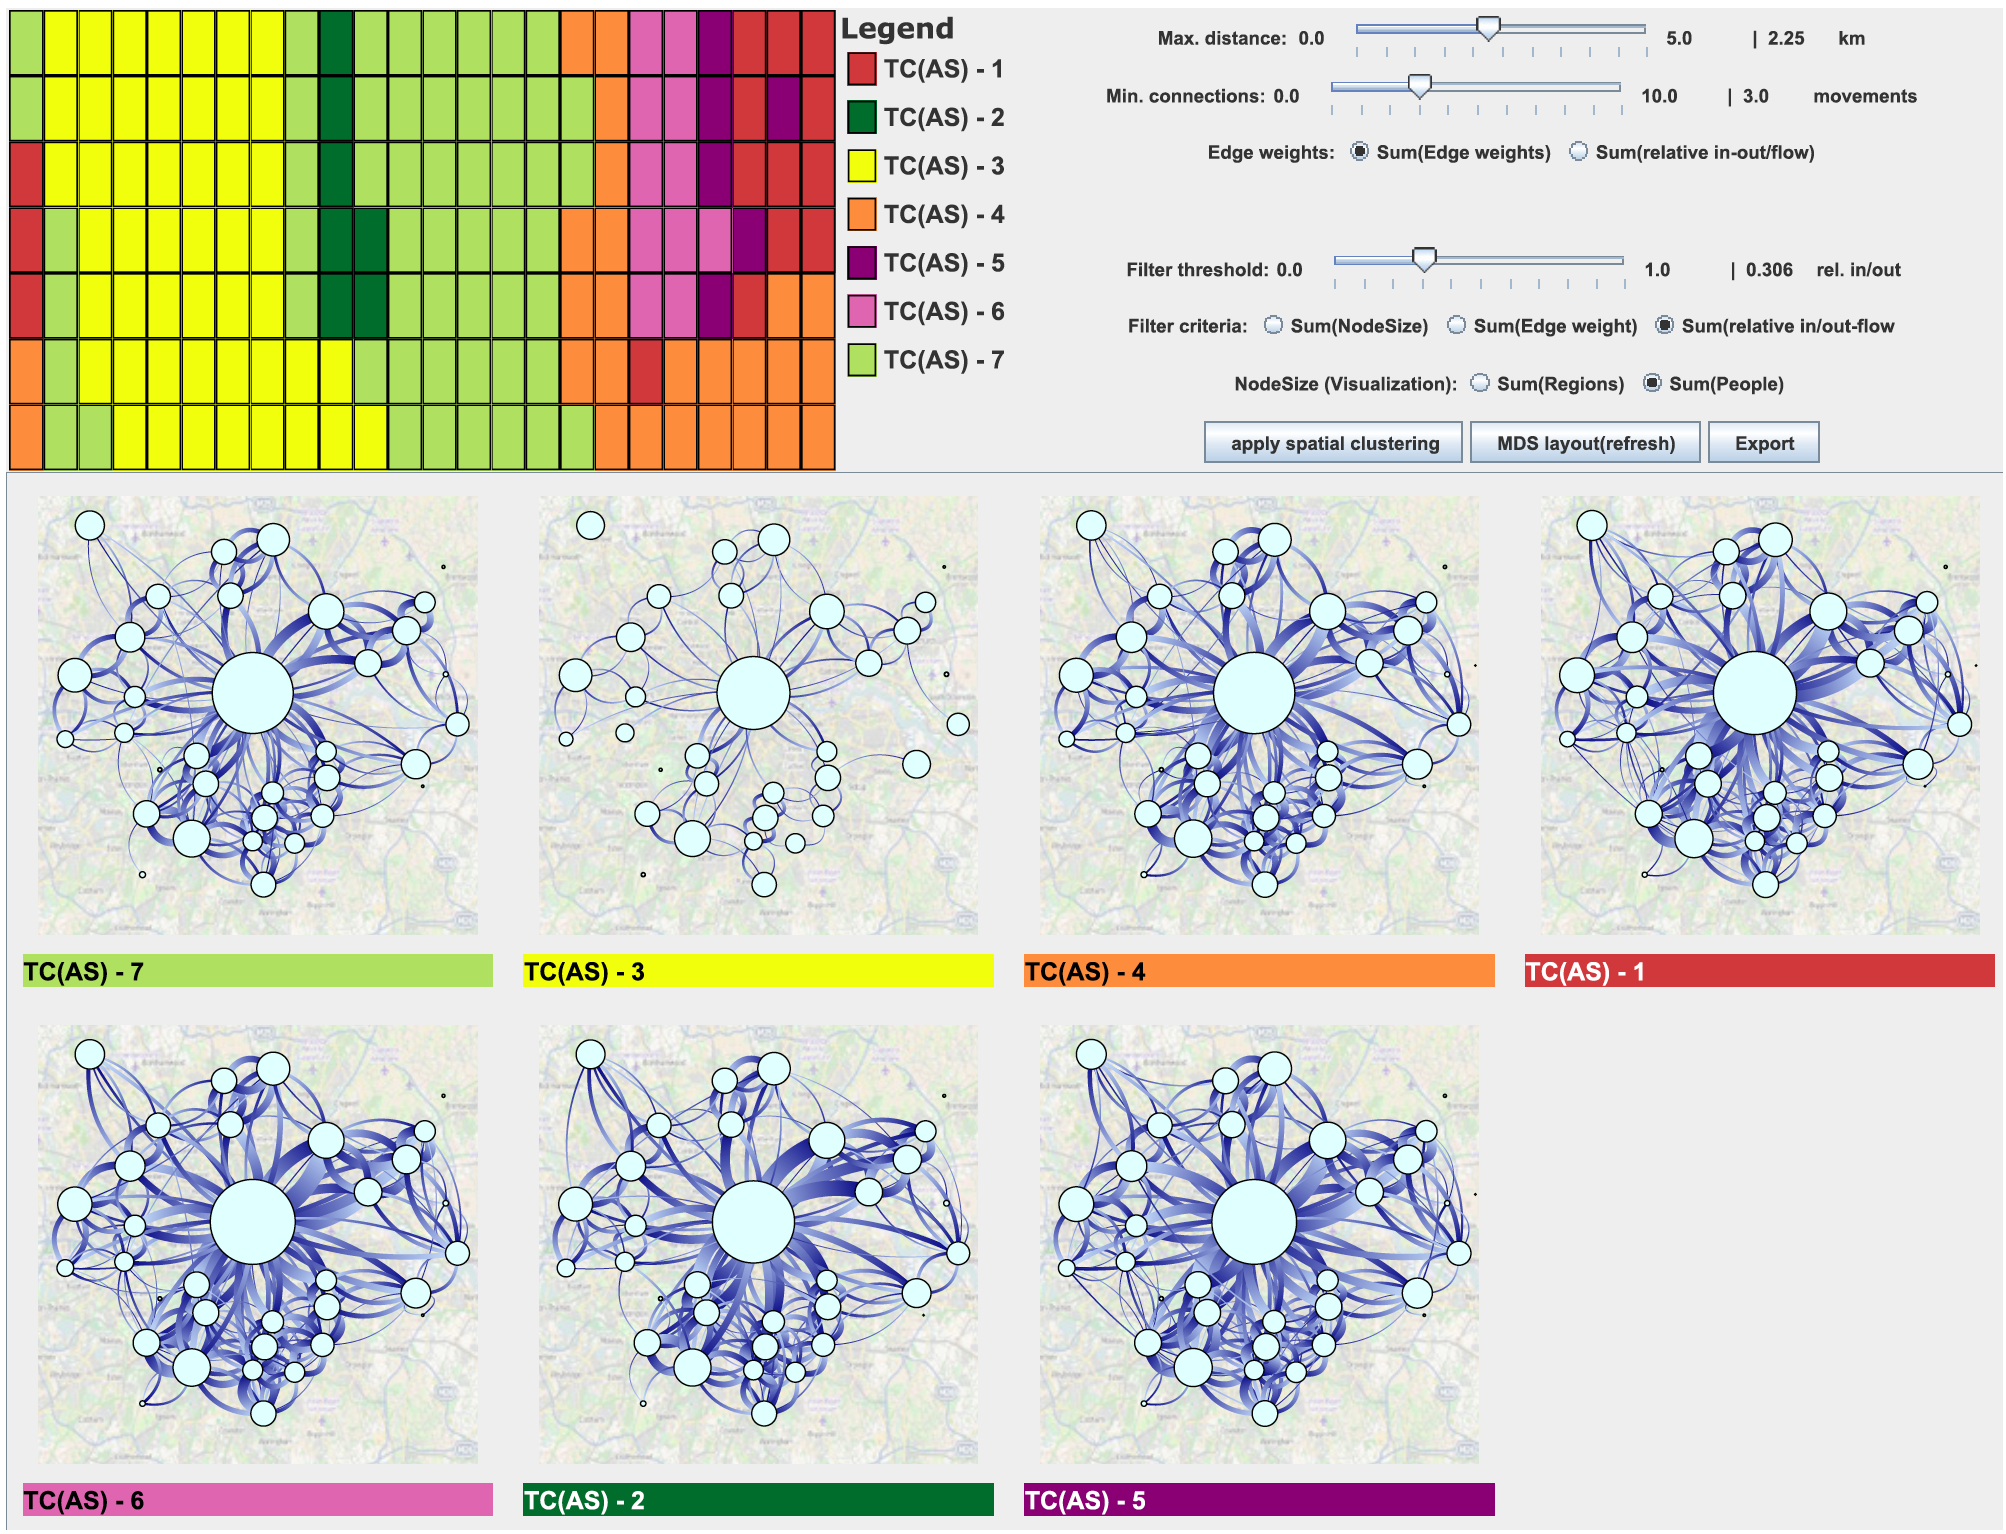 Legend
TC(AS) - 1
TC(AS) - 2
TC(AS) - 3
TC(AS) - 4
TC(AS) - 5
TC(AS) - 6
TC(AS) - 7
Max. distance: 0.0 5.0 | 2.25 km
Min. connections: 0.0 10.0 | 3.0 movements
Edge weights: Sum(Edge weights) Sum(relative in-out/flow)
Filter threshold: 0.0 1.0 | 0.306 rel. in/out
Filter criteria: Sum(NodeSize) Sum(Edge weight) Sum(relative in/out-flow
NodeSize (Visualization): Sum(Regions) Sum(People)
apply spatial clustering MDS layout(refresh) Export
TC(AS) - 7
TC(AS) - 3
TC(AS) - 4
TC(AS) - 1
TC(AS) - 6
TC(AS) - 2
TC(AS) - 5